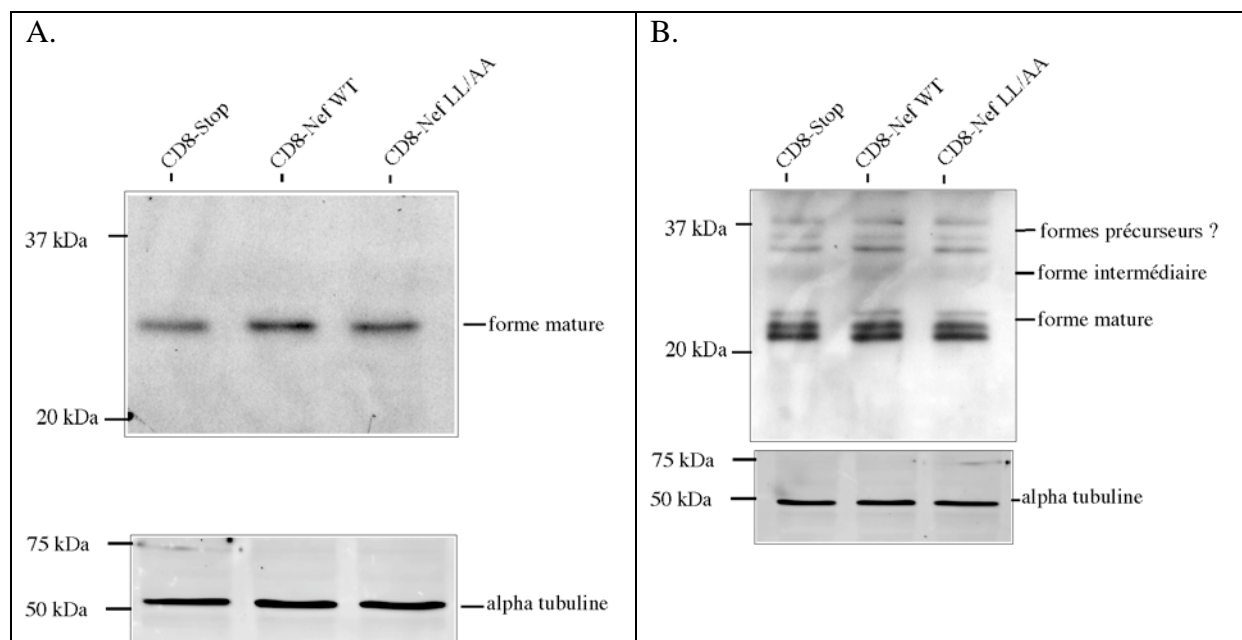 A.
CD8-Stop
CD8-Nef WT
CD8-Nef LL/AA
37 kDa
forme mature
20 kDa
75 kDa
50 kDa
alpha tubuline
B.
CD8-Stop
CD8-Nef WT
CD8-Nef LL/AA
37 kDa
formes précurseurs ?
forme intermédiaire
forme mature
20 kDa
75 kDa
50 kDa
alpha tubuline